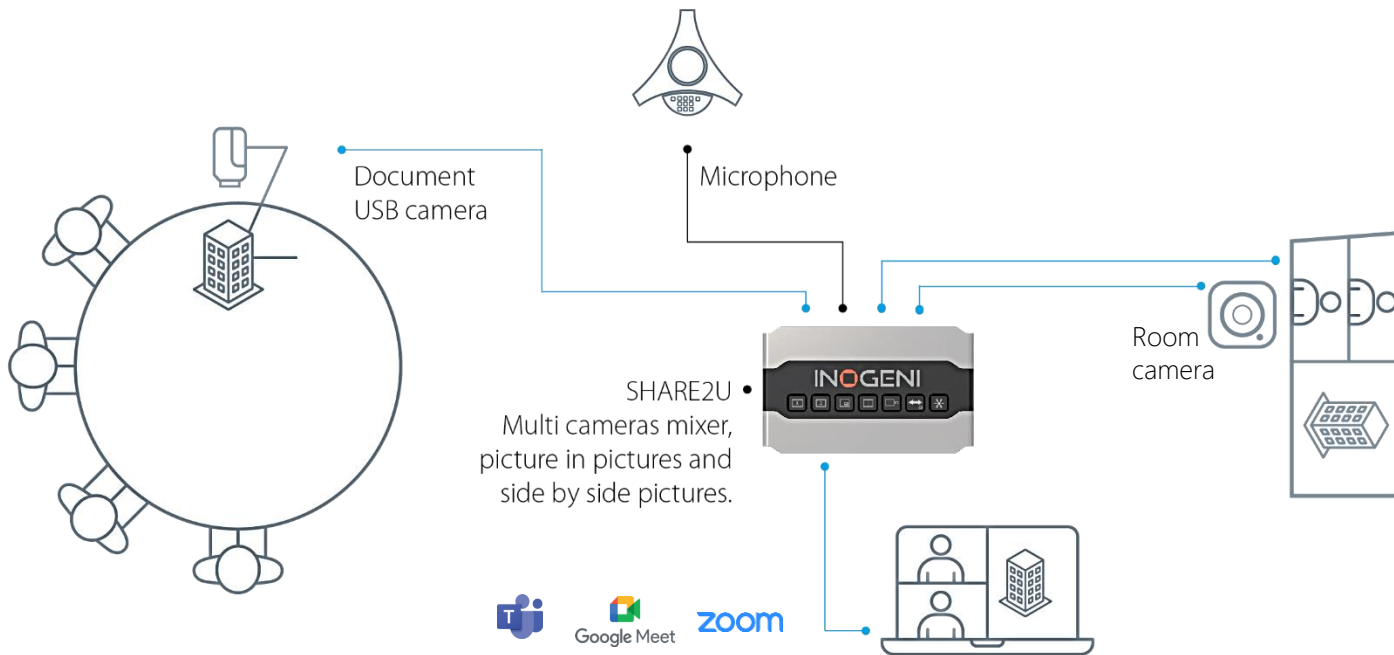 Document
USB camera
Microphone
Room
camera
INOGENI
SHARE2U
Multi cameras mixer,
picture in pictures and
side by side pictures.
T
Google Meet
zoom